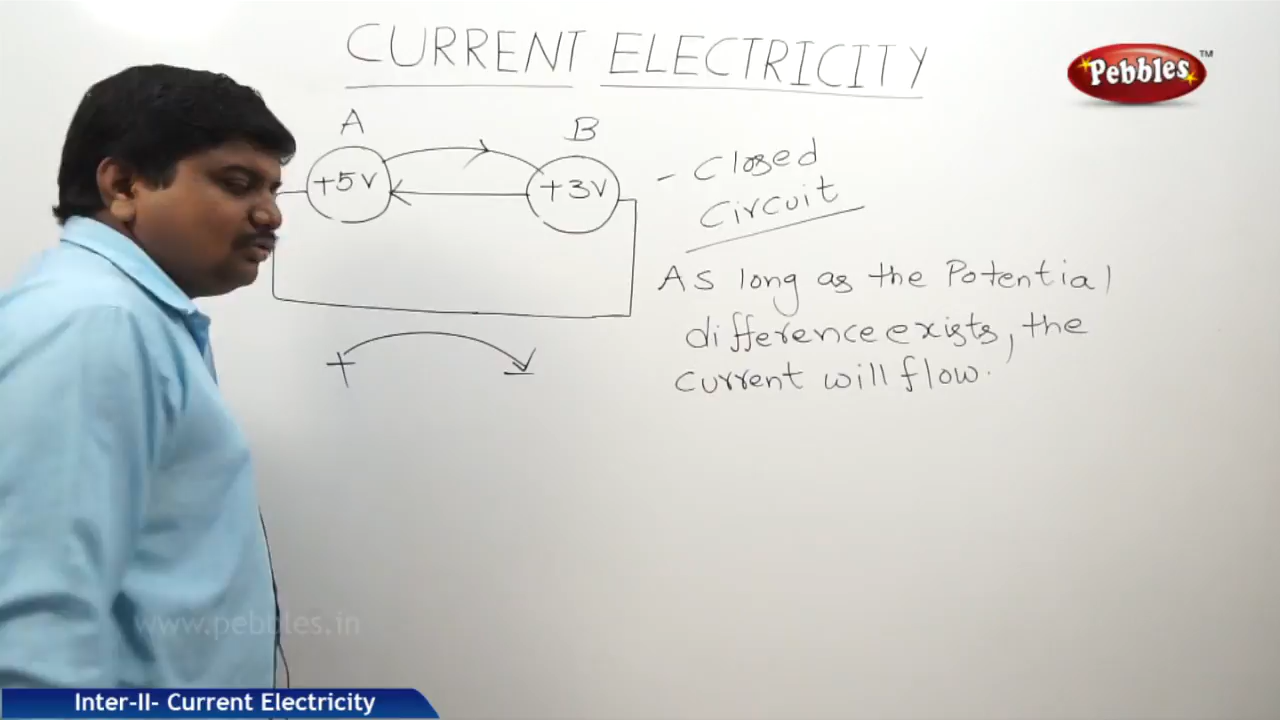 CURRENT ELECTRICITY
Pebbles™
A
B
+5V
+3V
- Closed
Circuit
As long as the Potential
difference exists, the
current will flow.
+
-
www.pebbles.in
Inter-II- Current Electricity